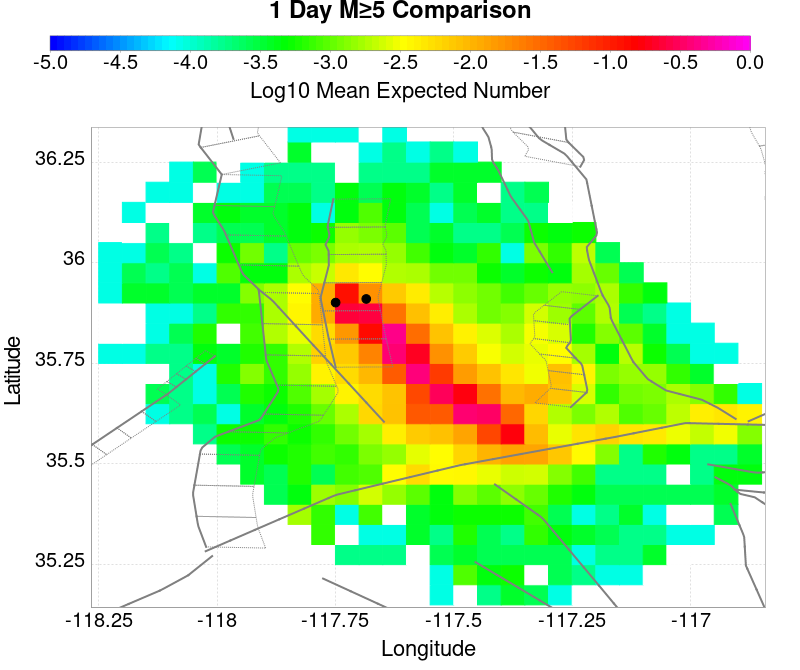 1 Day M≥5 Comparison
-5.0 -4.5 -4.0 -3.5 -3.0 -2.5 -2.0 -1.5 -1.0 -0.5 0.0
Log10 Mean Expected Number
36.25
36
35.75
35.5
35.25
Latitude
-118.25 -118 -117.75 -117.5 -117.25 -117
Longitude